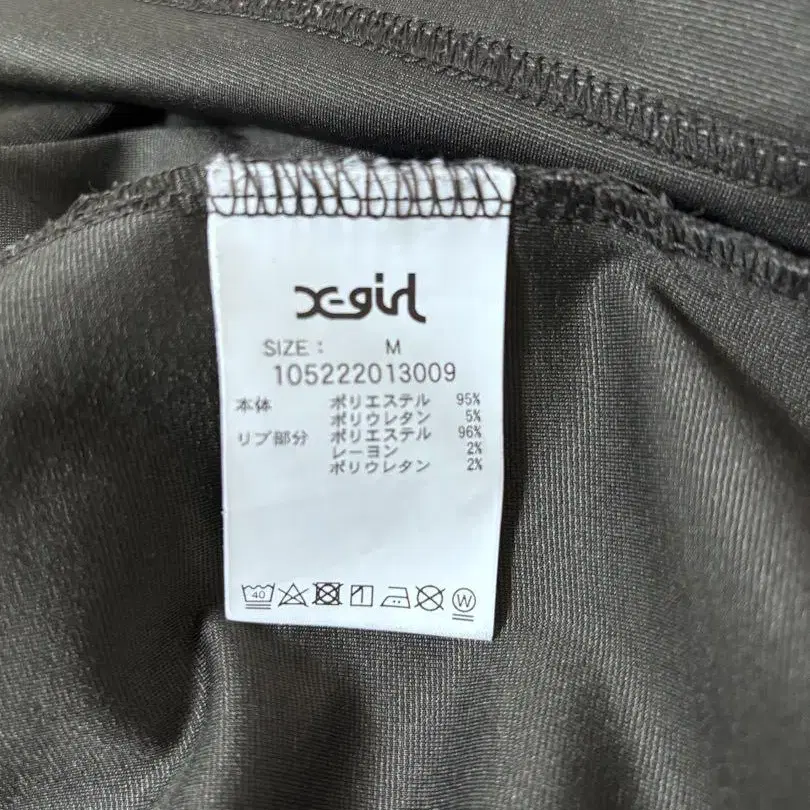 X-girl
SIZE : M
105222013009
本体 ポリエステル 95%
ポリウレタン 5%
リブ部分 ポリエステル 96%
レーヨン 2%
ポリウレタン 2%
40 W